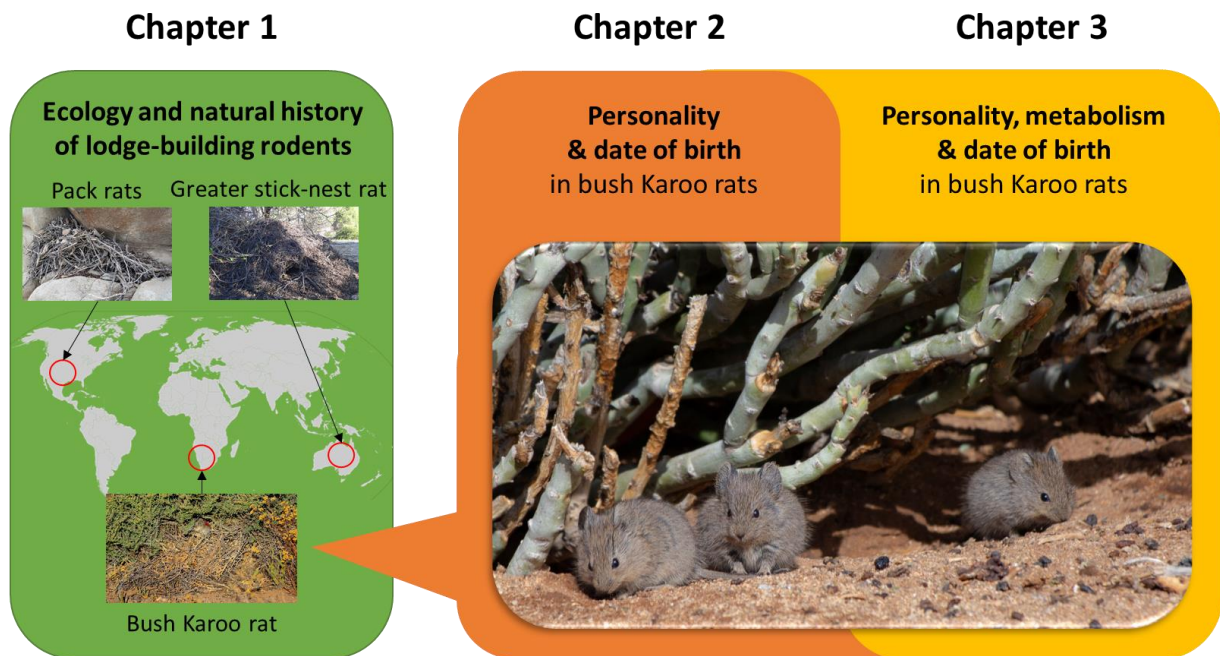 Chapter 1
Chapter 2
Chapter 3
Ecology and natural history
of lodge-building rodents
Pack rats
Greater stick-nest rat
Bush Karoo rat
Personality
& date of birth
in bush Karoo rats
Personality, metabolism
& date of birth
in bush Karoo rats